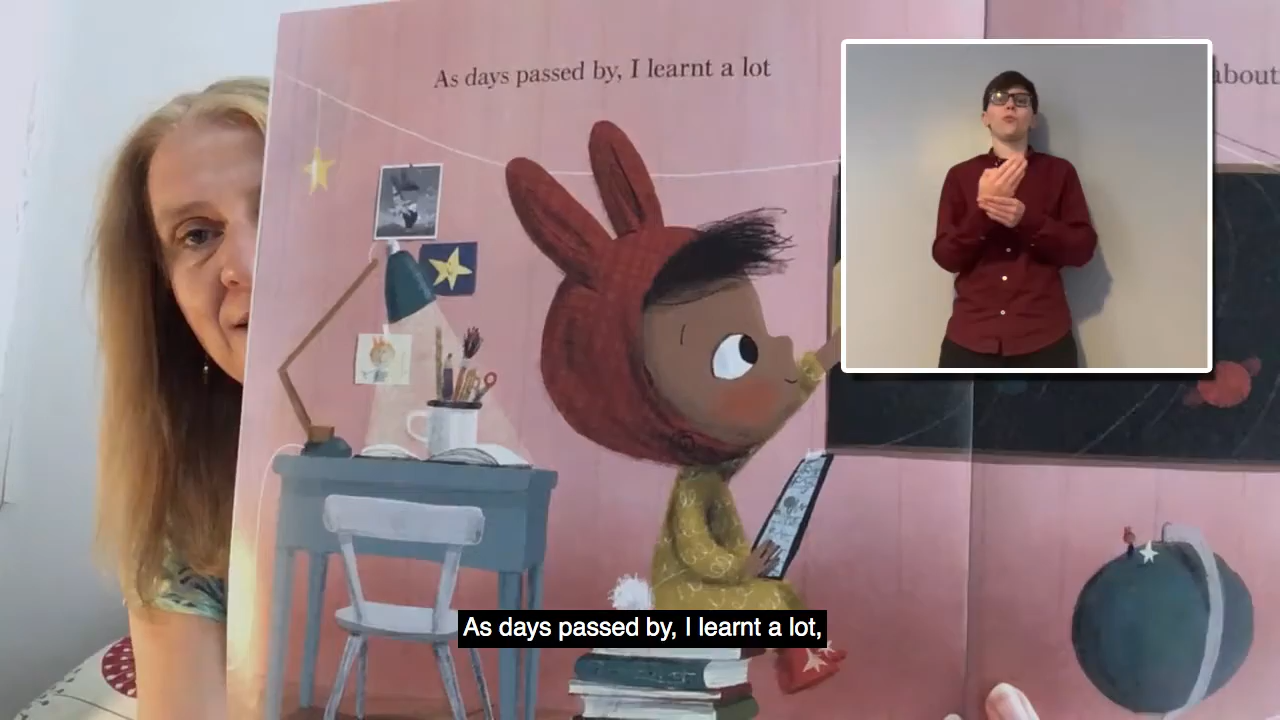 As days passed by, I learnt a lot
about
As days passed by, I learnt a lot,